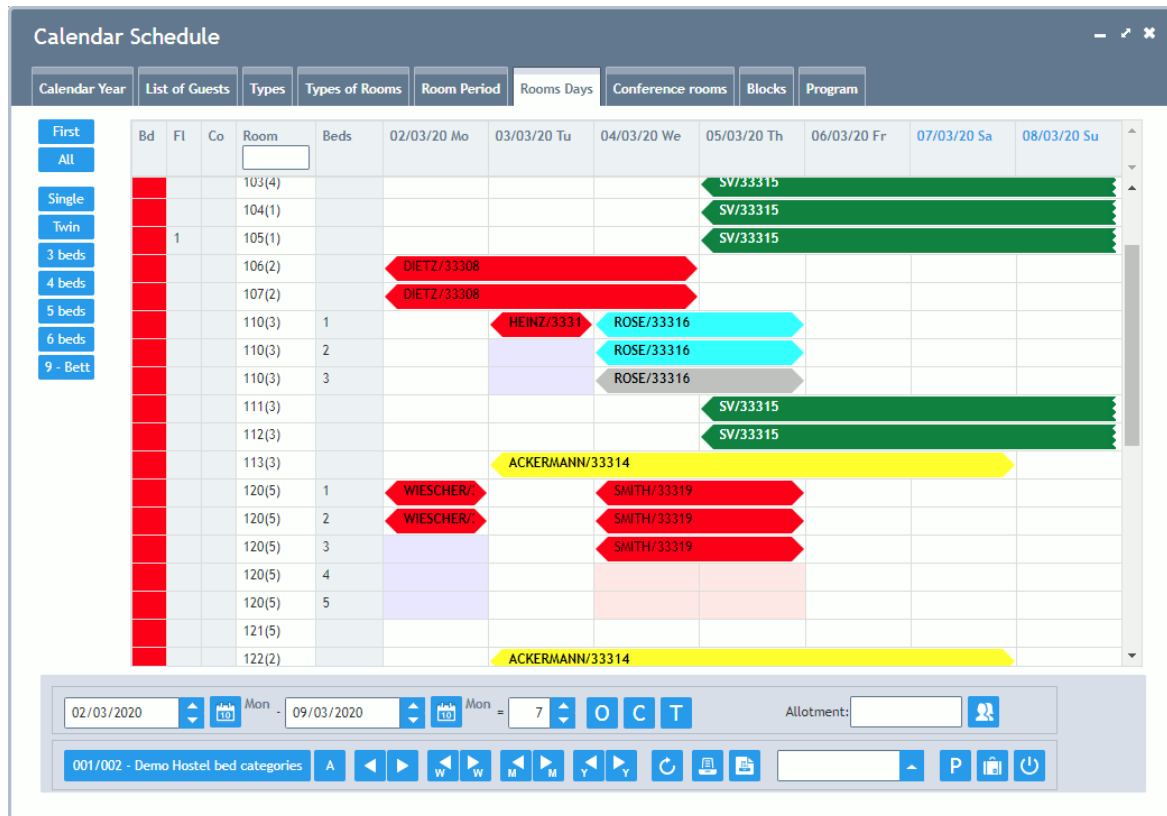 Calendar Schedule
Calendar Year List of Guests Types Types of Rooms Room Period Rooms Days Conference rooms Blocks Program
First
All
Single
Twin
3 beds
4 beds
5 beds
6 beds
9 - Bett
Bd Fl Co Room Beds 02/03/20 Mo 03/03/20 Tu 04/03/20 We 05/03/20 Th 06/03/20 Fr 07/03/20 Sa 08/03/20 Su
103(4) SV/33315
104(1) SV/33315
1 105(1) SV/33315
106(2) DIETZ/33308
107(2) DIETZ/33308
110(3) 1 HEINZ/3331 ROSE/33316
110(3) 2 ROSE/33316
110(3) 3 ROSE/33316
111(3) SV/33315
112(3) SV/33315
113(3) ACKERMANN/33314
120(5) 1 WIESCHER/ SMITH/33319
120(5) 2 WIESCHER/ SMITH/33319
120(5) 3 SMITH/33319
120(5) 4
120(5) 5
121(5)
122(2) ACKERMANN/33314
02/03/2020 10 Mon - 09/03/2020 10 Mon = 7 O C T Allotment:
001/002 - Demo Hostel bed categories A W W M M Y Y P